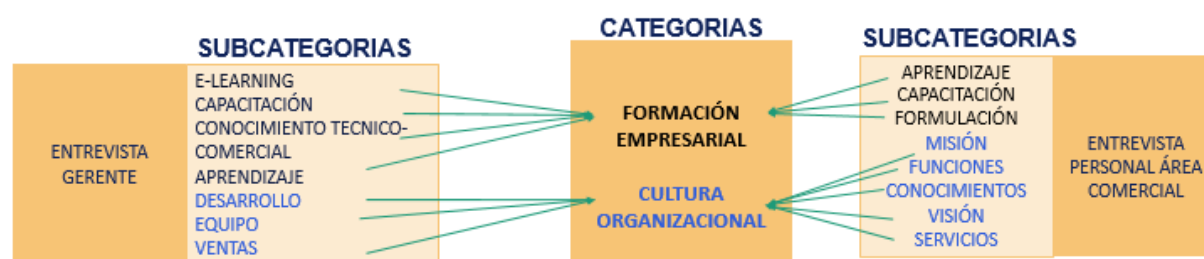 SUBCATEGORIAS
CATEGORIAS
SUBCATEGORIAS
ENTREVISTA
GERENTE
E-LEARNING
CAPACITACIÓN
CONOCIMIENTO TECNICO-
COMERCIAL
APRENDIZAJE
DESARROLLO
EQUIPO
VENTAS
FORMACIÓN
EMPRESARIAL
CULTURA
ORGANIZACIONAL
APRENDIZAJE
CAPACITACIÓN
FORMULACIÓN
MISIÓN
FUNCIONES
CONOCIMIENTOS
VISIÓN
SERVICIOS
ENTREVISTA
PERSONAL ÁREA
COMERCIAL